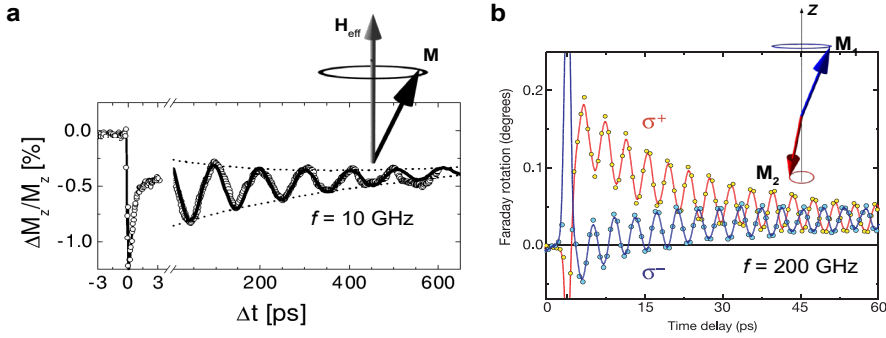 a
H_eff
M
0.0
-0.5
-1.0
ΔM_z/M_z [%]
f = 10 GHz
-3 0 3 200 400 600
Δt [ps]
b
z
M_1
M_2
0.2
0.1
0.0
Faraday rotation (degrees)
σ^+
σ^-
f = 200 GHz
0 15 15 30 45 60
Time delay (ps)